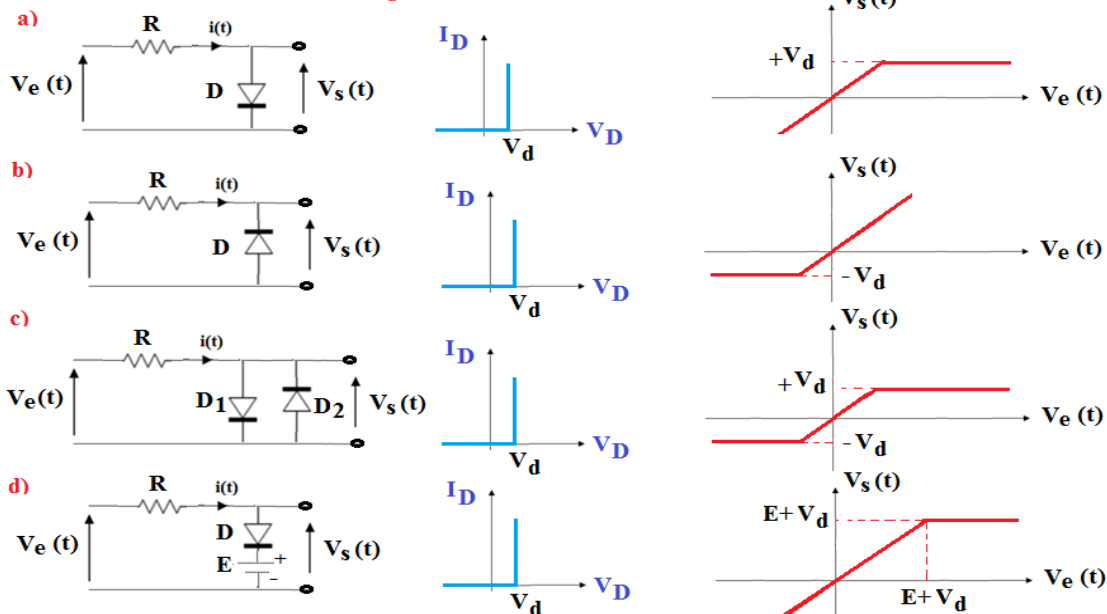 a)
R i(t)
Ve (t) D Vs (t)
ID
Vd VD
Vs (t)
+Vd
Ve (t)
b)
R i(t)
Ve (t) D Vs (t)
ID
Vd VD
Vs (t)
Ve (t)
- Vd
c)
R i(t)
Ve(t) D1 D2 Vs (t)
ID
Vd VD
Vs (t)
+Vd
Ve (t)
- Vd
d)
R i(t)
D
Ve (t) E + Vs (t)
-
ID
Vd VD
Vs (t)
E+ Vd
Ve (t)
E+ Vd